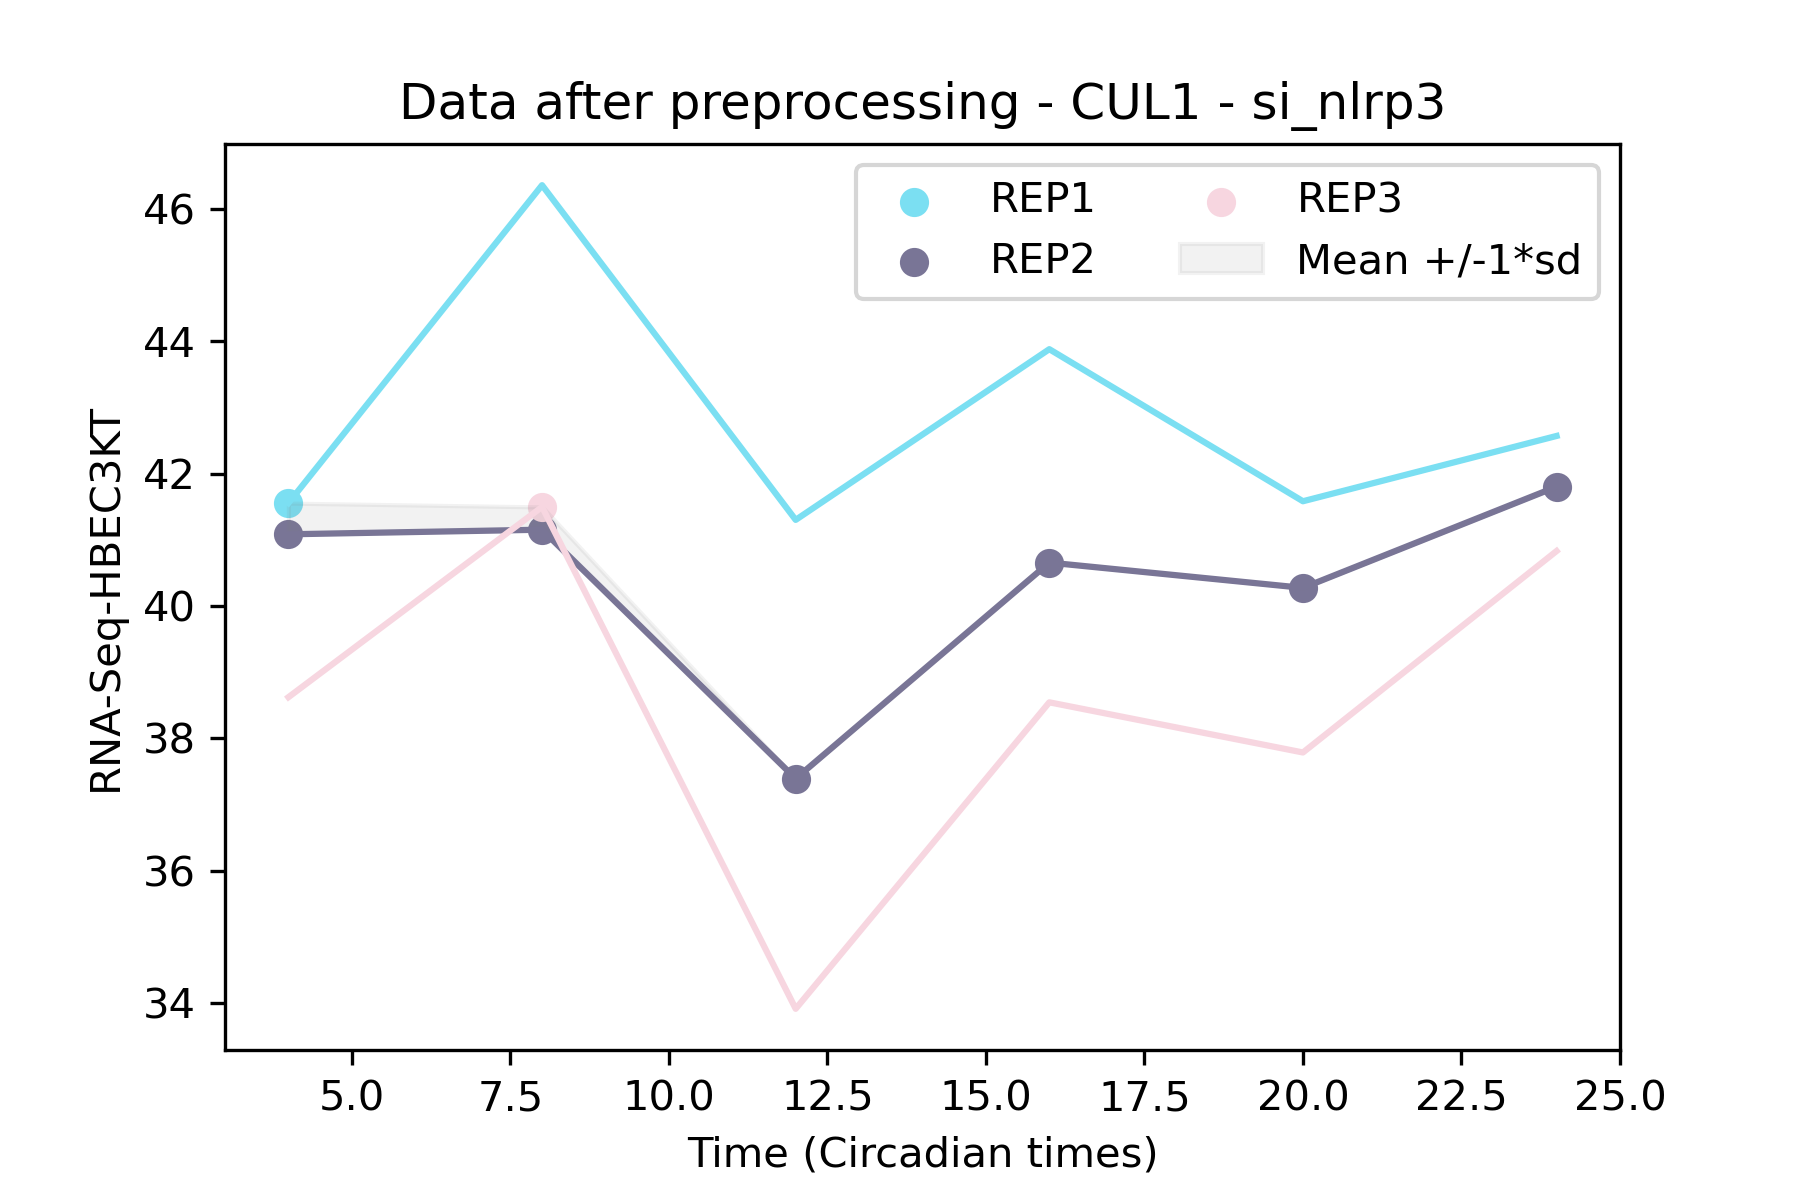 Data after preprocessing - CUL1 - si_nlrp3
REP1
REP2
REP3
Mean +/-1*sd
RNA-Seq-HBEC3KT
46
44
42
40
38
36
34
5.0 7.5 10.0 12.5 15.0 17.5 20.0 22.5 25.0
Time (Circadian times)